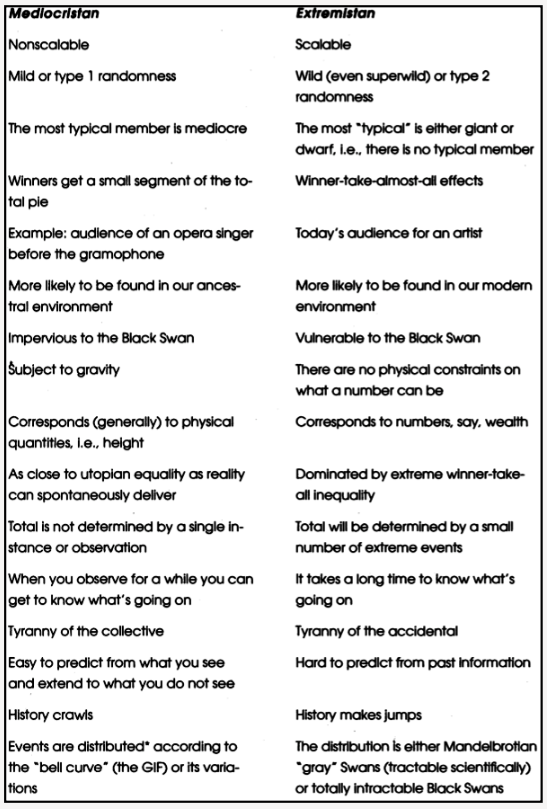 Mediocristan Extremistan
Nonscalable Scalable
Mild or type 1 randomness Wild (even superwild) or type 2
randomness
The most typical member is mediocre The most "typical" is either giant or
dwarf, i.e., there is no typical member
Winners get a small segment of the to- Winner-take-almost-all effects
tal pie
Example: audience of an opera singer Today's audience for an artist
before the gramophone
More likely to be found in our ances- More likely to be found in our modern
tral environment environment
Impervious to the Black Swan Vulnerable to the Black Swan
Subject to gravity There are no physical constraints on
what a number can be
Corresponds (generally) to physical Corresponds to numbers, say, wealth
quantities, i.e., height
As close to utopian equality as reality Dominated by extreme winner-take-
can spontaneously deliver all inequality
Total is not determined by a single in- Total will be determined by a small
stance or observation number of extreme events
When you observe for a while you can It takes a long time to know what's
get to know what's going on going on
Tyranny of the collective Tyranny of the accidental
Easy to predict from what you see Hard to predict from past information
and extend to what you do not see
History crawls History makes jumps
Events are distributed* according to The distribution is either Mandelbrotian
the "bell curve" (the GIF) or its varia- "gray" Swans (tractable scientifically)
tions or totally intractable Black Swans